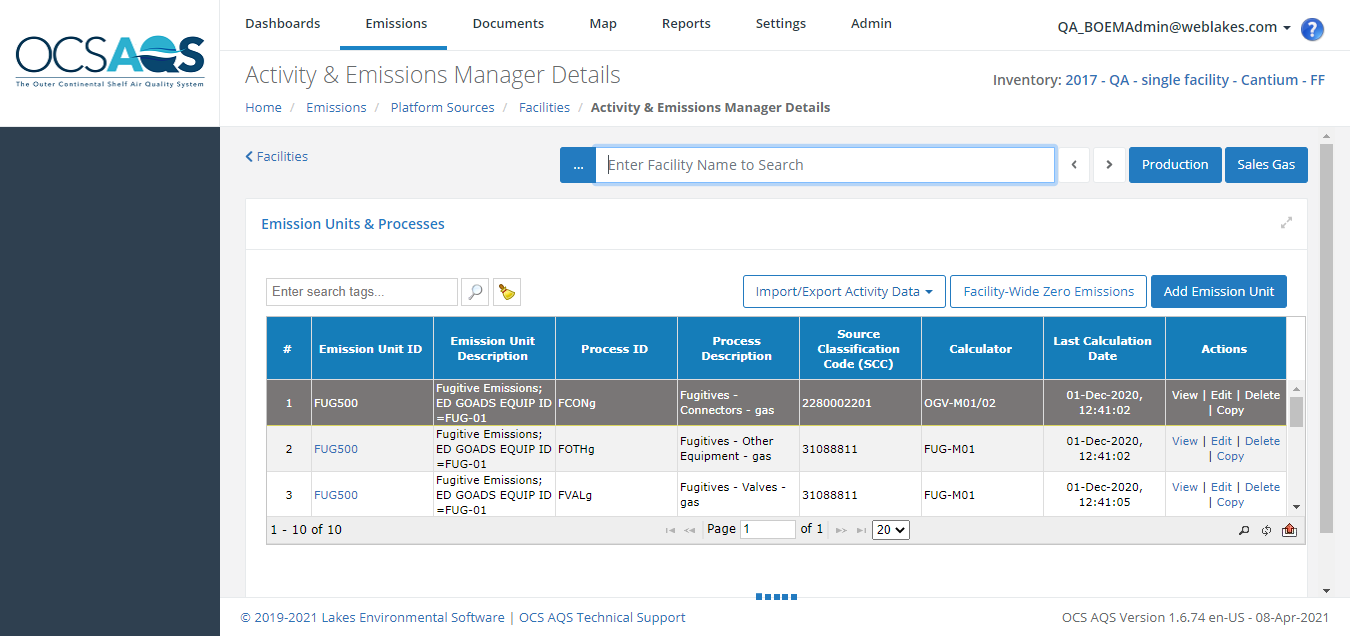 OCSAQS
The Outer Continental Shelf Air Quality System
Dashboards Emissions Documents Map Reports Settings Admin
QA_BOEMAdmin@weblakes.com ?
Activity & Emissions Manager Details
Inventory: 2017 - QA - single facility - Cantium - FF
Home / Emissions / Platform Sources / Facilities / Activity & Emissions Manager Details
Facilities
... Enter Facility Name to Search Production Sales Gas
Emission Units & Processes
Enter search tags... Import/Export Activity Data Facility-Wide Zero Emissions Add Emission Unit
#
Emission Unit ID
Emission Unit
Description
Process ID
Process
Description
Source
Classification
Code (SCC)
Calculator
Last Calculation
Date
Actions
1
FUG500
Fugitive Emissions;
ED GOADS EQUIP ID
=FUG-01
FCONg
Fugitives -
Connectors - gas
2280002201
OGV-M01/02
01-Dec-2020,
12:41:02
View | Edit | Delete
| Copy
2
FUG500
Fugitive Emissions;
ED GOADS EQUIP ID
=FUG-01
FOTHg
Fugitives - Other
Equipment - gas
31088811
FUG-M01
01-Dec-2020,
12:41:02
View | Edit | Delete
| Copy
3
FUG500
Fugitive Emissions;
ED GOADS EQUIP ID
=FUG-01
FVALg
Fugitives - Valves -
gas
31088811
FUG-M01
01-Dec-2020,
12:41:05
View | Edit | Delete
| Copy
1 - 10 of 10 Page 1 of 1 20
© 2019-2021 Lakes Environmental Software | OCS AQS Technical Support
OCS AQS Version 1.6.74 en-US - 08-Apr-2021